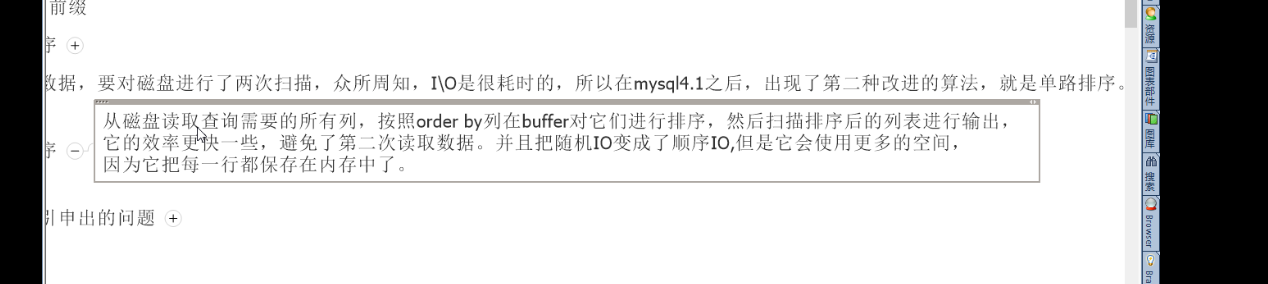 前缀
序
数据，要对磁盘进行了两次扫描，众所周知，I\O是很耗时的，所以在mysql4.1之后，出现了第二种改进的算法，就是单路排序。
从磁盘读取查询需要的所有列，按照order by列在buffer对它们进行排序，然后扫描排序后的列表进行输出，
它的效率更快一些，避免了第二次读取数据。并且把随机IO变成了顺序IO,但是它会使用更多的空间，
序
因为它把每一行都保存在内存中了。
引申出的问题
资源
图表部件
图库
搜索
Browser
Bra